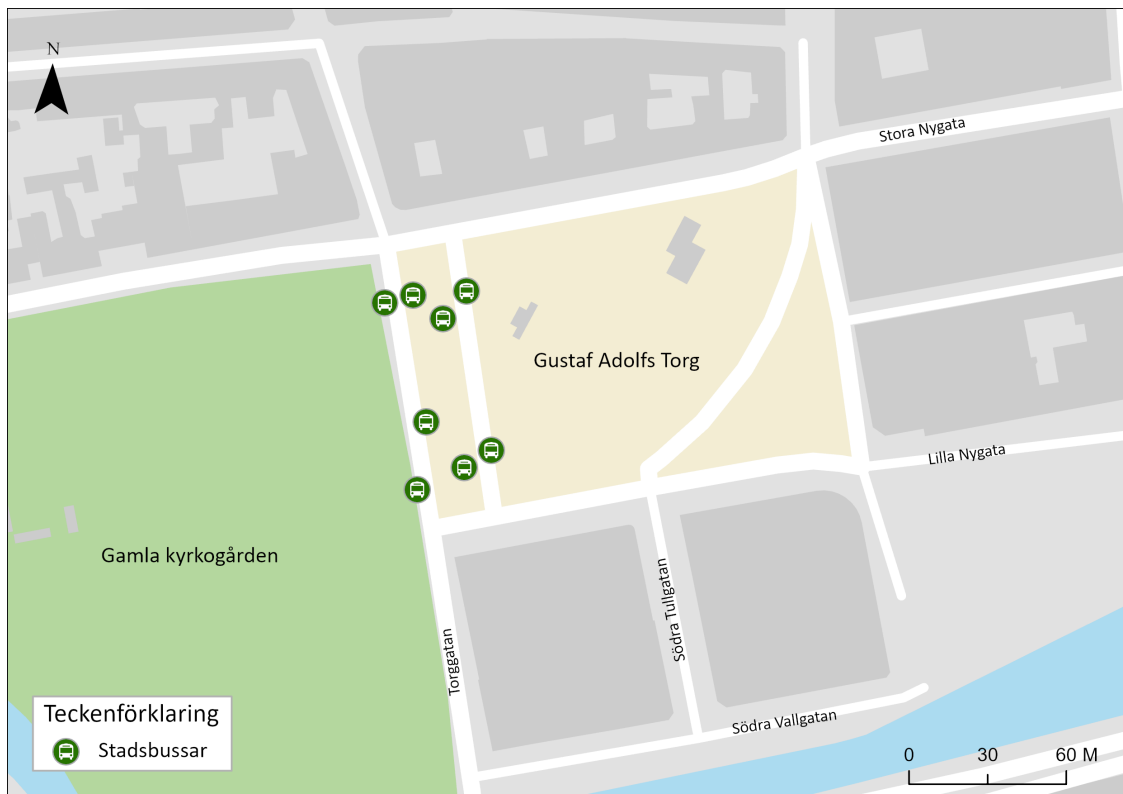 N
Stora Nygata
Gustaf Adolfs Torg
Lilla Nygata
Gamla kyrkogården
Södra Tullgatan
Torggatan
Södra Vallgatan
Teckenförklaring
Stadsbussar
0 30 60 M